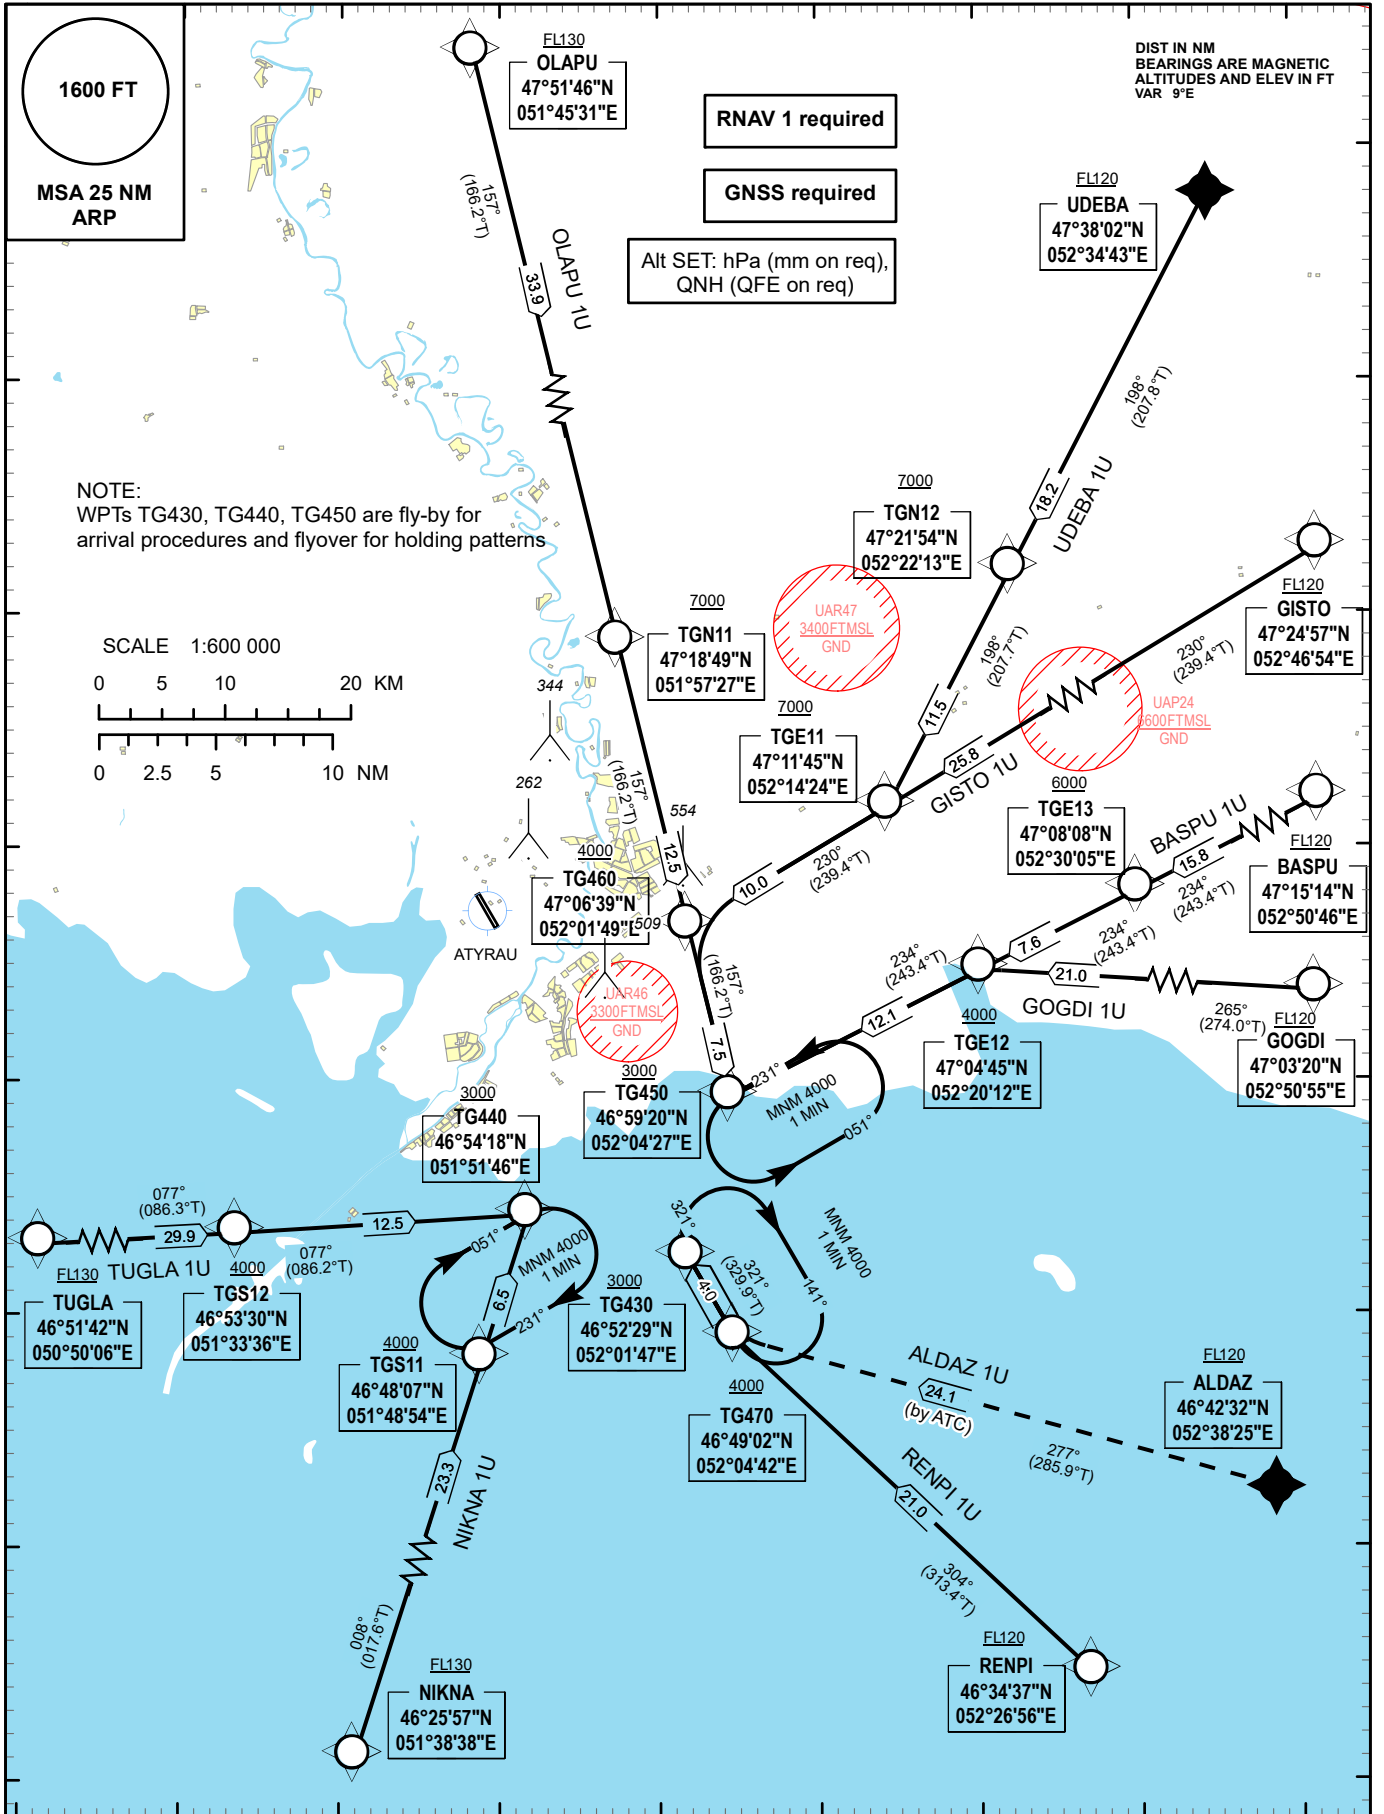 1600 FT
MSA 25 NM
ARP
FL130
OLAPU
47°51'46"N
051°45'31"E
RNAV 1 required
GNSS required
Alt SET: hPa (mm on req),
QNH (QFE on req)
DIST IN NM
BEARINGS ARE MAGNETIC
ALTITUDES AND ELEV IN FT
VAR 9°E
FL120
UDEBA
47°38'02"N
052°34'43"E
157°
(166.2°T)
33.9
OLAPU 1U
198°
(207.8°T)
18.2
UDEBA 1U
NOTE:
WPTs TG430, TG440, TG450 are fly-by for
arrival procedures and flyover for holding patterns
7000
TGN12
47°21'54"N
052°22'13"E
FL120
GISTO
47°24'57"N
052°46'54"E
SCALE 1:600 000
0 5 10 20 KM
0 2.5 5 10 NM
7000
TGN11
47°18'49"N
051°57'27"E
UAR47
3400FTMSL
GND
198°
(207.7°T)
11.5
230°
(239.4°T)
UAP24
6600FTMSL
GND
344
262
554
509
157°
(166.2°T)
12.5
7000
TGE11
47°11'45"N
052°14'24"E
25.8
GISTO 1U
6000
TGE13
47°08'08"N
052°30'05"E
BASPU 1U
15.8
234°
(243.4°T)
FL120
BASPU
47°15'14"N
052°50'46"E
4000
TG460
47°06'39"N
052°01'49"E
ATYRAU
10.0
230°
(239.4°T)
157°
(166.2°T)
7.5
234°
(243.4°T)
7.6
234°
(243.4°T)
12.1
21.0
GOGDI 1U
265°
(274.0°T)
FL120
GOGDI
47°03'20"N
052°50'55"E
4000
TGE12
47°04'45"N
052°20'12"E
UAR46
3300FTMSL
GND
3000
TG450
46°59'20"N
052°04'27"E
231°
MNM 4000
1 MIN
051°
3000
TG440
46°54'18"N
051°51'46"E
077°
(086.3°T)
29.9
TUGLA 1U
12.5
077°
(086.2°T)
FL130
TUGLA
46°51'42"N
050°50'06"E
4000
TGS12
46°53'30"N
051°33'36"E
051°
MNM 4000
1 MIN
231°
6.5
4000
TGS11
46°48'07"N
051°48'54"E
3000
TG430
46°52'29"N
052°01'47"E
321°
321°
(329.9°T)
4.0
MNM 4000
1 MIN
141°
4000
TG470
46°49'02"N
052°04'42"E
ALDAZ 1U
24.1
(by ATC)
277°
(285.9°T)
FL120
ALDAZ
46°42'32"N
052°38'25"E
23.3
NIKNA 1U
008°
(017.6°T)
FL130
NIKNA
46°25'57"N
051°38'38"E
RENPI 1U
21.0
304°
(313.4°T)
FL120
RENPI
46°34'37"N
052°26'56"E